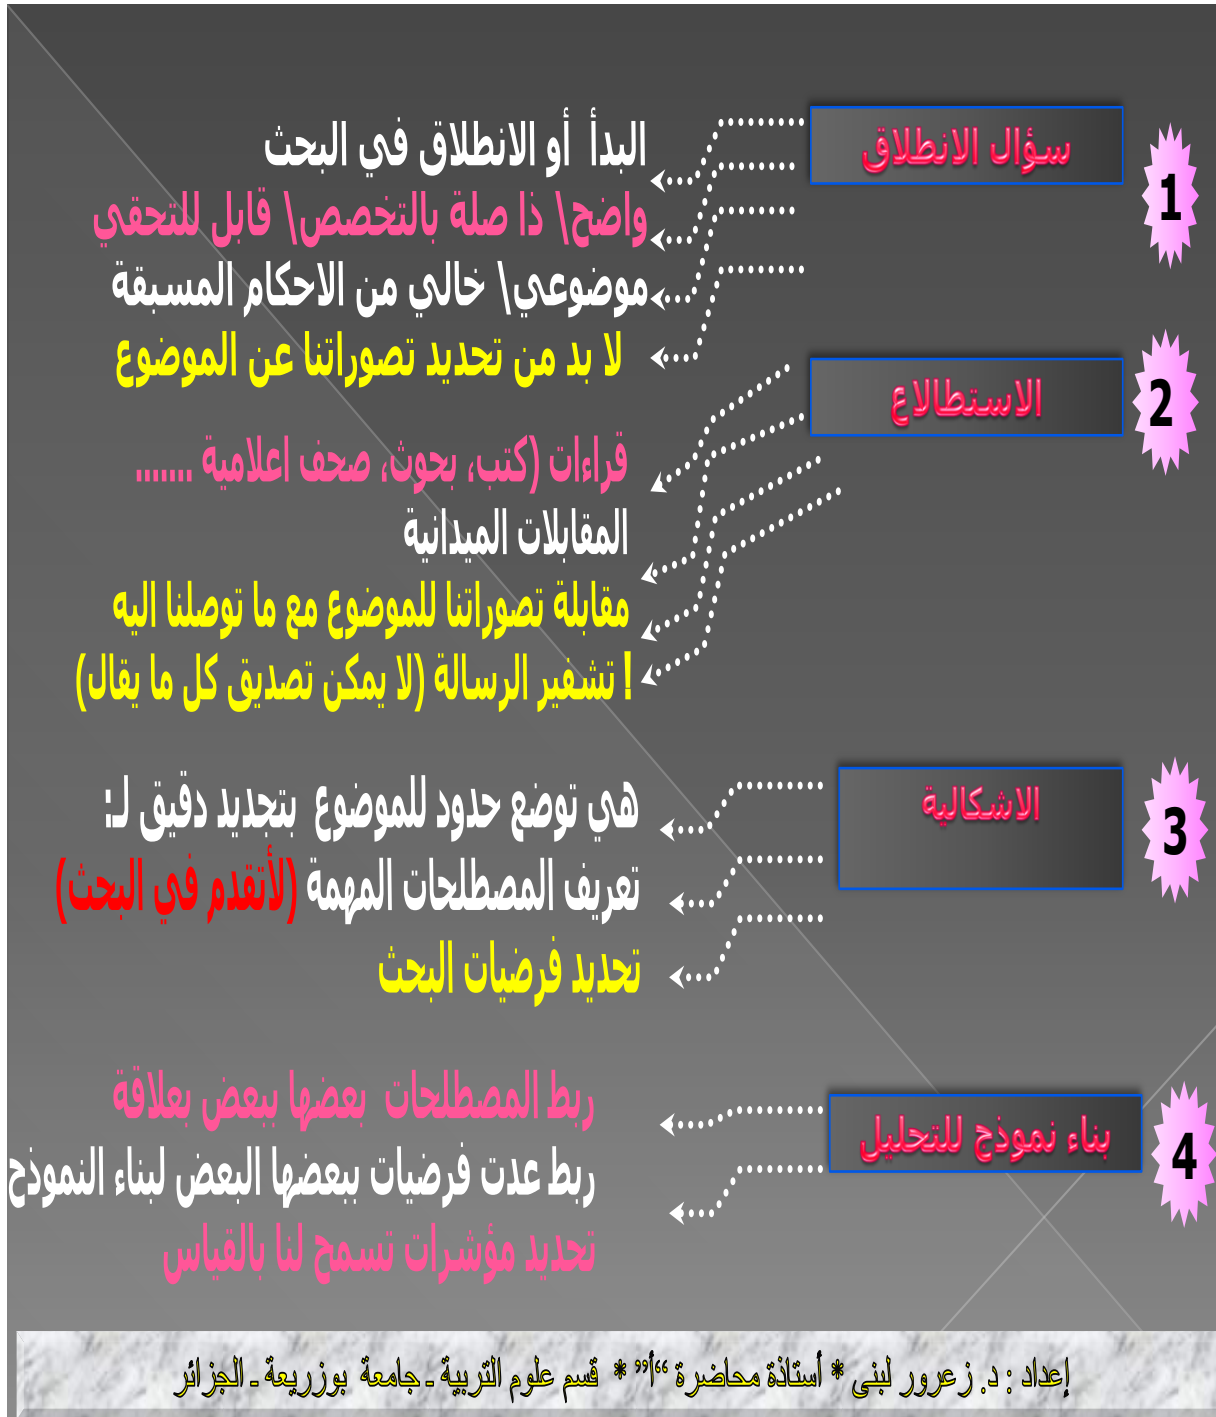 1
سؤال الانطلاق
البدأ أو الانطلاق في البحث
واضح\ ذا صلة بالتخصص\ قابل للتحقي
موضوعي\ خالي من الاحكام المسبقة
لا بد من تحديد تصوراتنا عن الموضوع
2
الاستطالاع
قراءات (كتب، بحوث، صحف اعلامية .......
المقابلات الميدانية
مقابلة تصوراتنا للموضوع مع ما توصلنا اليه
! تشفير الرسالة (لا يمكن تصديق كل ما يقال)
3
الاشكالية
هي توضع حدود للموضوع بتجديد دقيق لـ:
تعريف المصطلحات المهمة (لأتقدم في البحث)
تحديد فرضيات البحث
4
بناء نموذج للتحليل
ربط المصطلحات بعضها ببعض بعلاقة
ربط عدت فرضيات ببعضها البعض لبناء النموذج
تحديد مؤشرات تسمح لنا بالقياس
إعداد : د. زعرور لبنى * أستاذة محاضرة “أ” * قسم علوم التربية ـ جامعة بوزريعة ـ الجزائر